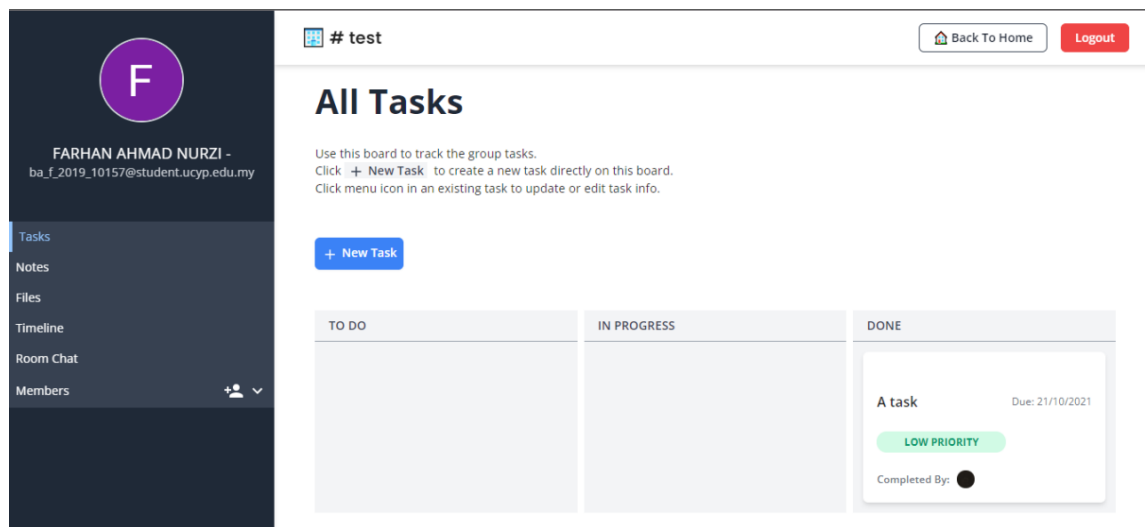 F
FARHAN AHMAD NURZI -
ba_f_2019_10157@student.ucyp.edu.my
Tasks
Notes
Files
Timeline
Room Chat
Members
# test
Back To Home
Logout
All Tasks
Use this board to track the group tasks.
Click + New Task to create a new task directly on this board.
Click menu icon in an existing task to update or edit task info.
+ New Task
TO DO
IN PROGRESS
DONE
A task
Due: 21/10/2021
LOW PRIORITY
Completed By: